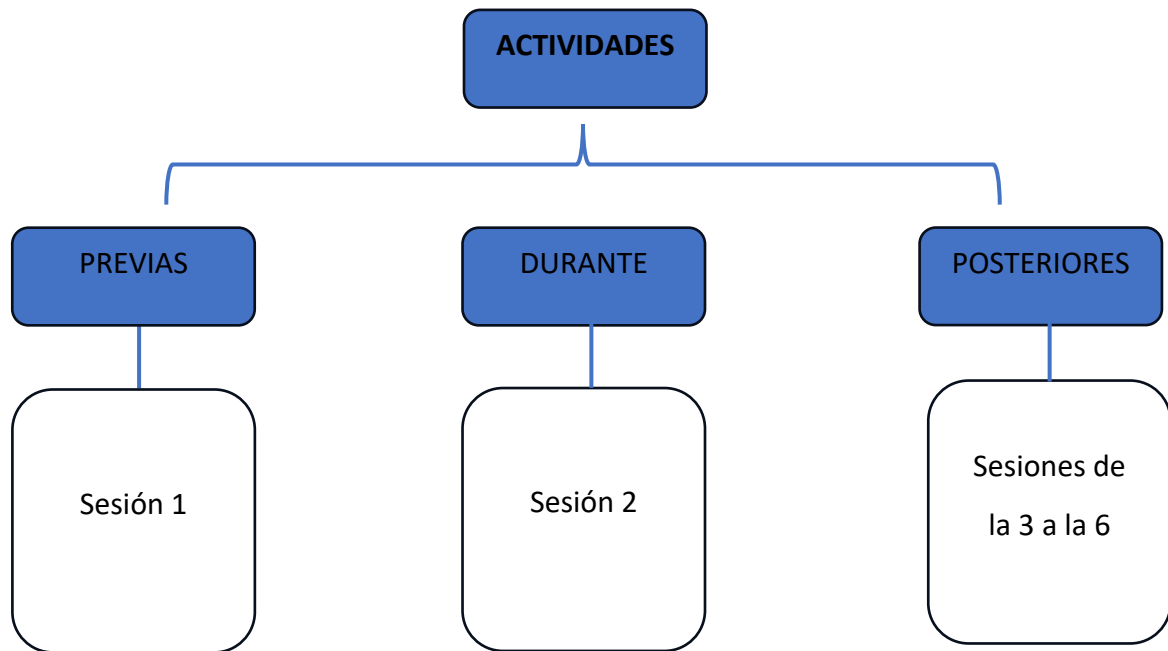 ACTIVIDADES
PREVIAS
DURANTE
POSTERIORES
Sesión 1
Sesión 2
Sesiones de
la 3 a la 6